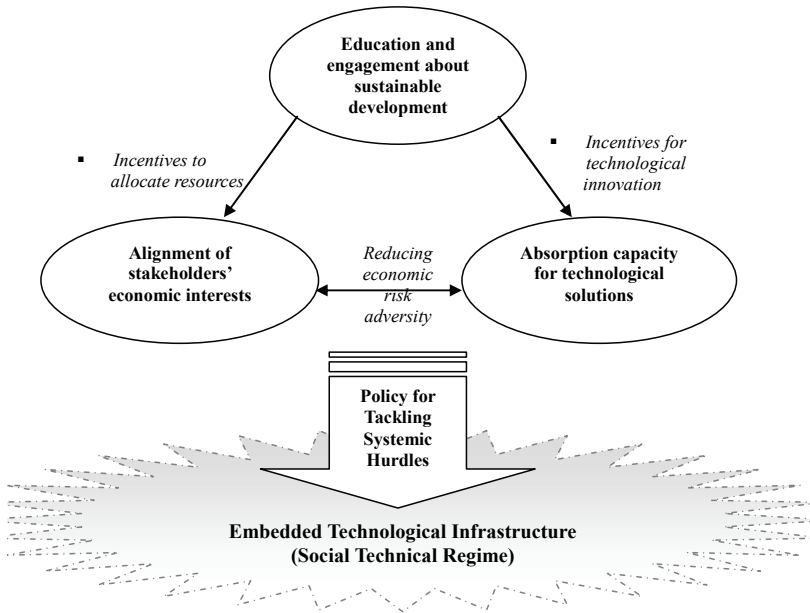 Education and
engagement about
sustainable
development
▪ Incentives to
allocate resources
▪ Incentives for
technological
innovation
Alignment of
stakeholders’
economic interests
Reducing
economic
risk
adversity
Absorption capacity
for technological
solutions
Policy for
Tackling
Systemic
Hurdles
Embedded Technological Infrastructure
(Social Technical Regime)